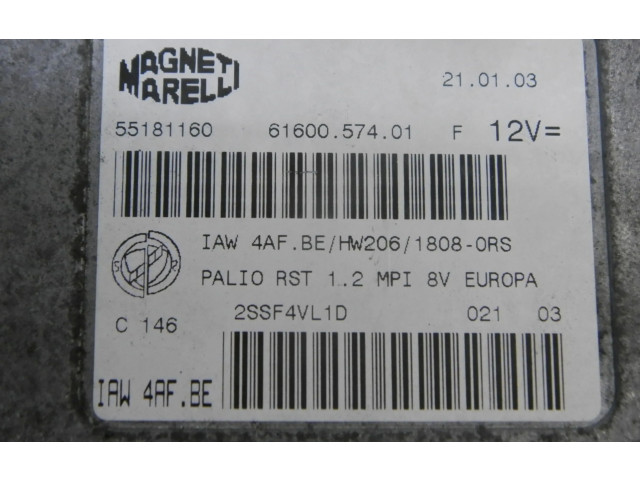 MAGNETI
MARELLI
21.01.03
55181160 61600.574.01 F 12V=
IAW 4AF.BE/HW206/1808-0RS
PALIO RST 1.2 MPI 8V EUROPA
C 146 2SSF4VL1D 021 03
IAW 4AF.BE